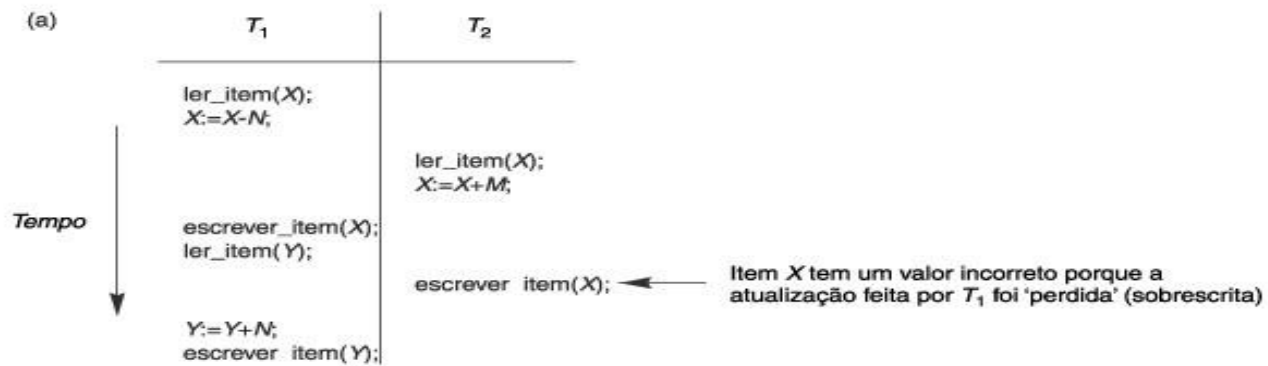 (a)
T1 T2
ler_item(X);
X:=X-N;
ler_item(X);
X:=X+M;
Tempo
escrever_item(X);
ler_item(Y);
escrever item(X);
Item X tem um valor incorreto porque a
atualização feita por T1 foi ‘perdida’ (sobrescrita)
Y:=Y+N;
escrever item(Y);